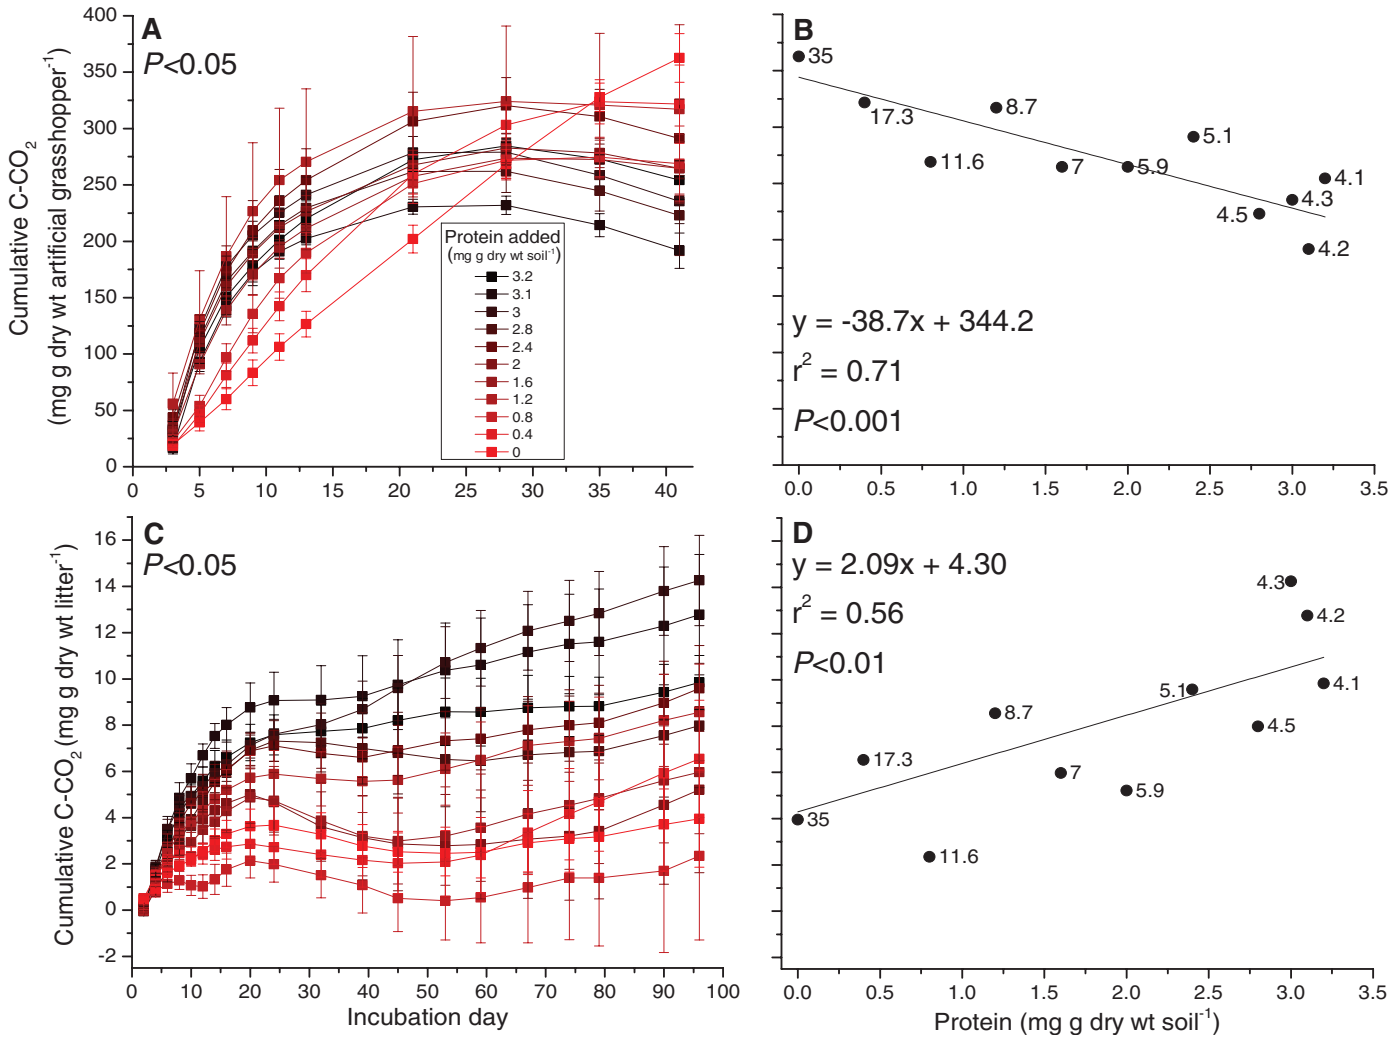 A
P<0.05
Cumulative C-CO2
(mg g dry wt artificial grasshopper-1)
400
350
300
250
200
150
100
50
0
0 5 10 15 20 25 30 35 40
Protein added
(mg g dry wt soil-1)
3.2
3.1
3
2.8
2.4
2
1.6
1.2
0.8
0.4
0
B
35
17.3
8.7
11.6
7
5.9
5.1
4.5
4.3
4.1
4.2
y = -38.7x + 344.2
r2 = 0.71
P<0.001
0.0 0.5 1.0 1.5 2.0 2.5 3.0 3.5
C
P<0.05
Cumulative C-CO2 (mg g dry wt litter-1)
16
14
12
10
8
6
4
2
0
-2
0 10 20 30 40 50 60 70 80 90 100
Incubation day
D
y = 2.09x + 4.30
r2 = 0.56
P<0.01
4.3
4.2
4.1
5.1
4.5
8.7
17.3
7
5.9
35
11.6
0.0 0.5 1.0 1.5 2.0 2.5 3.0 3.5
Protein (mg g dry wt soil-1)